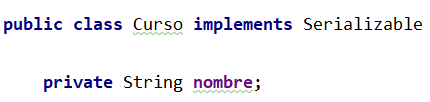 public class Curso implements Serializable
private String nombre;